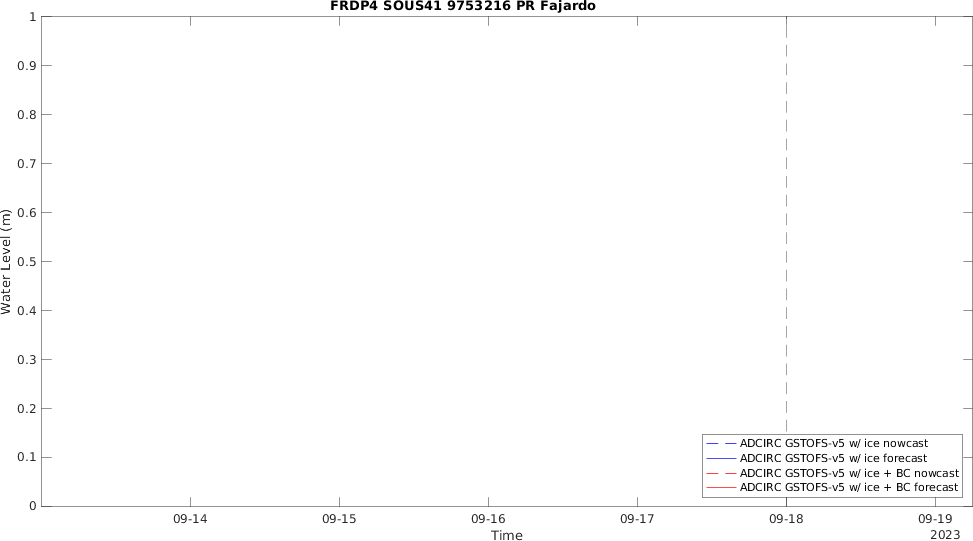 FRDP4 SOUS41 9753216 PR Fajardo
1
0.9
0.8
0.7
0.6
0.5
0.4
0.3
0.2
0.1
0
Water Level (m)
ADCIRC GSTOFS-v5 w/ ice nowcast
ADCIRC GSTOFS-v5 w/ ice forecast
ADCIRC GSTOFS-v5 w/ ice + BC nowcast
ADCIRC GSTOFS-v5 w/ ice + BC forecast
09-14 09-15 09-16 09-17 09-18 09-19
Time 2023